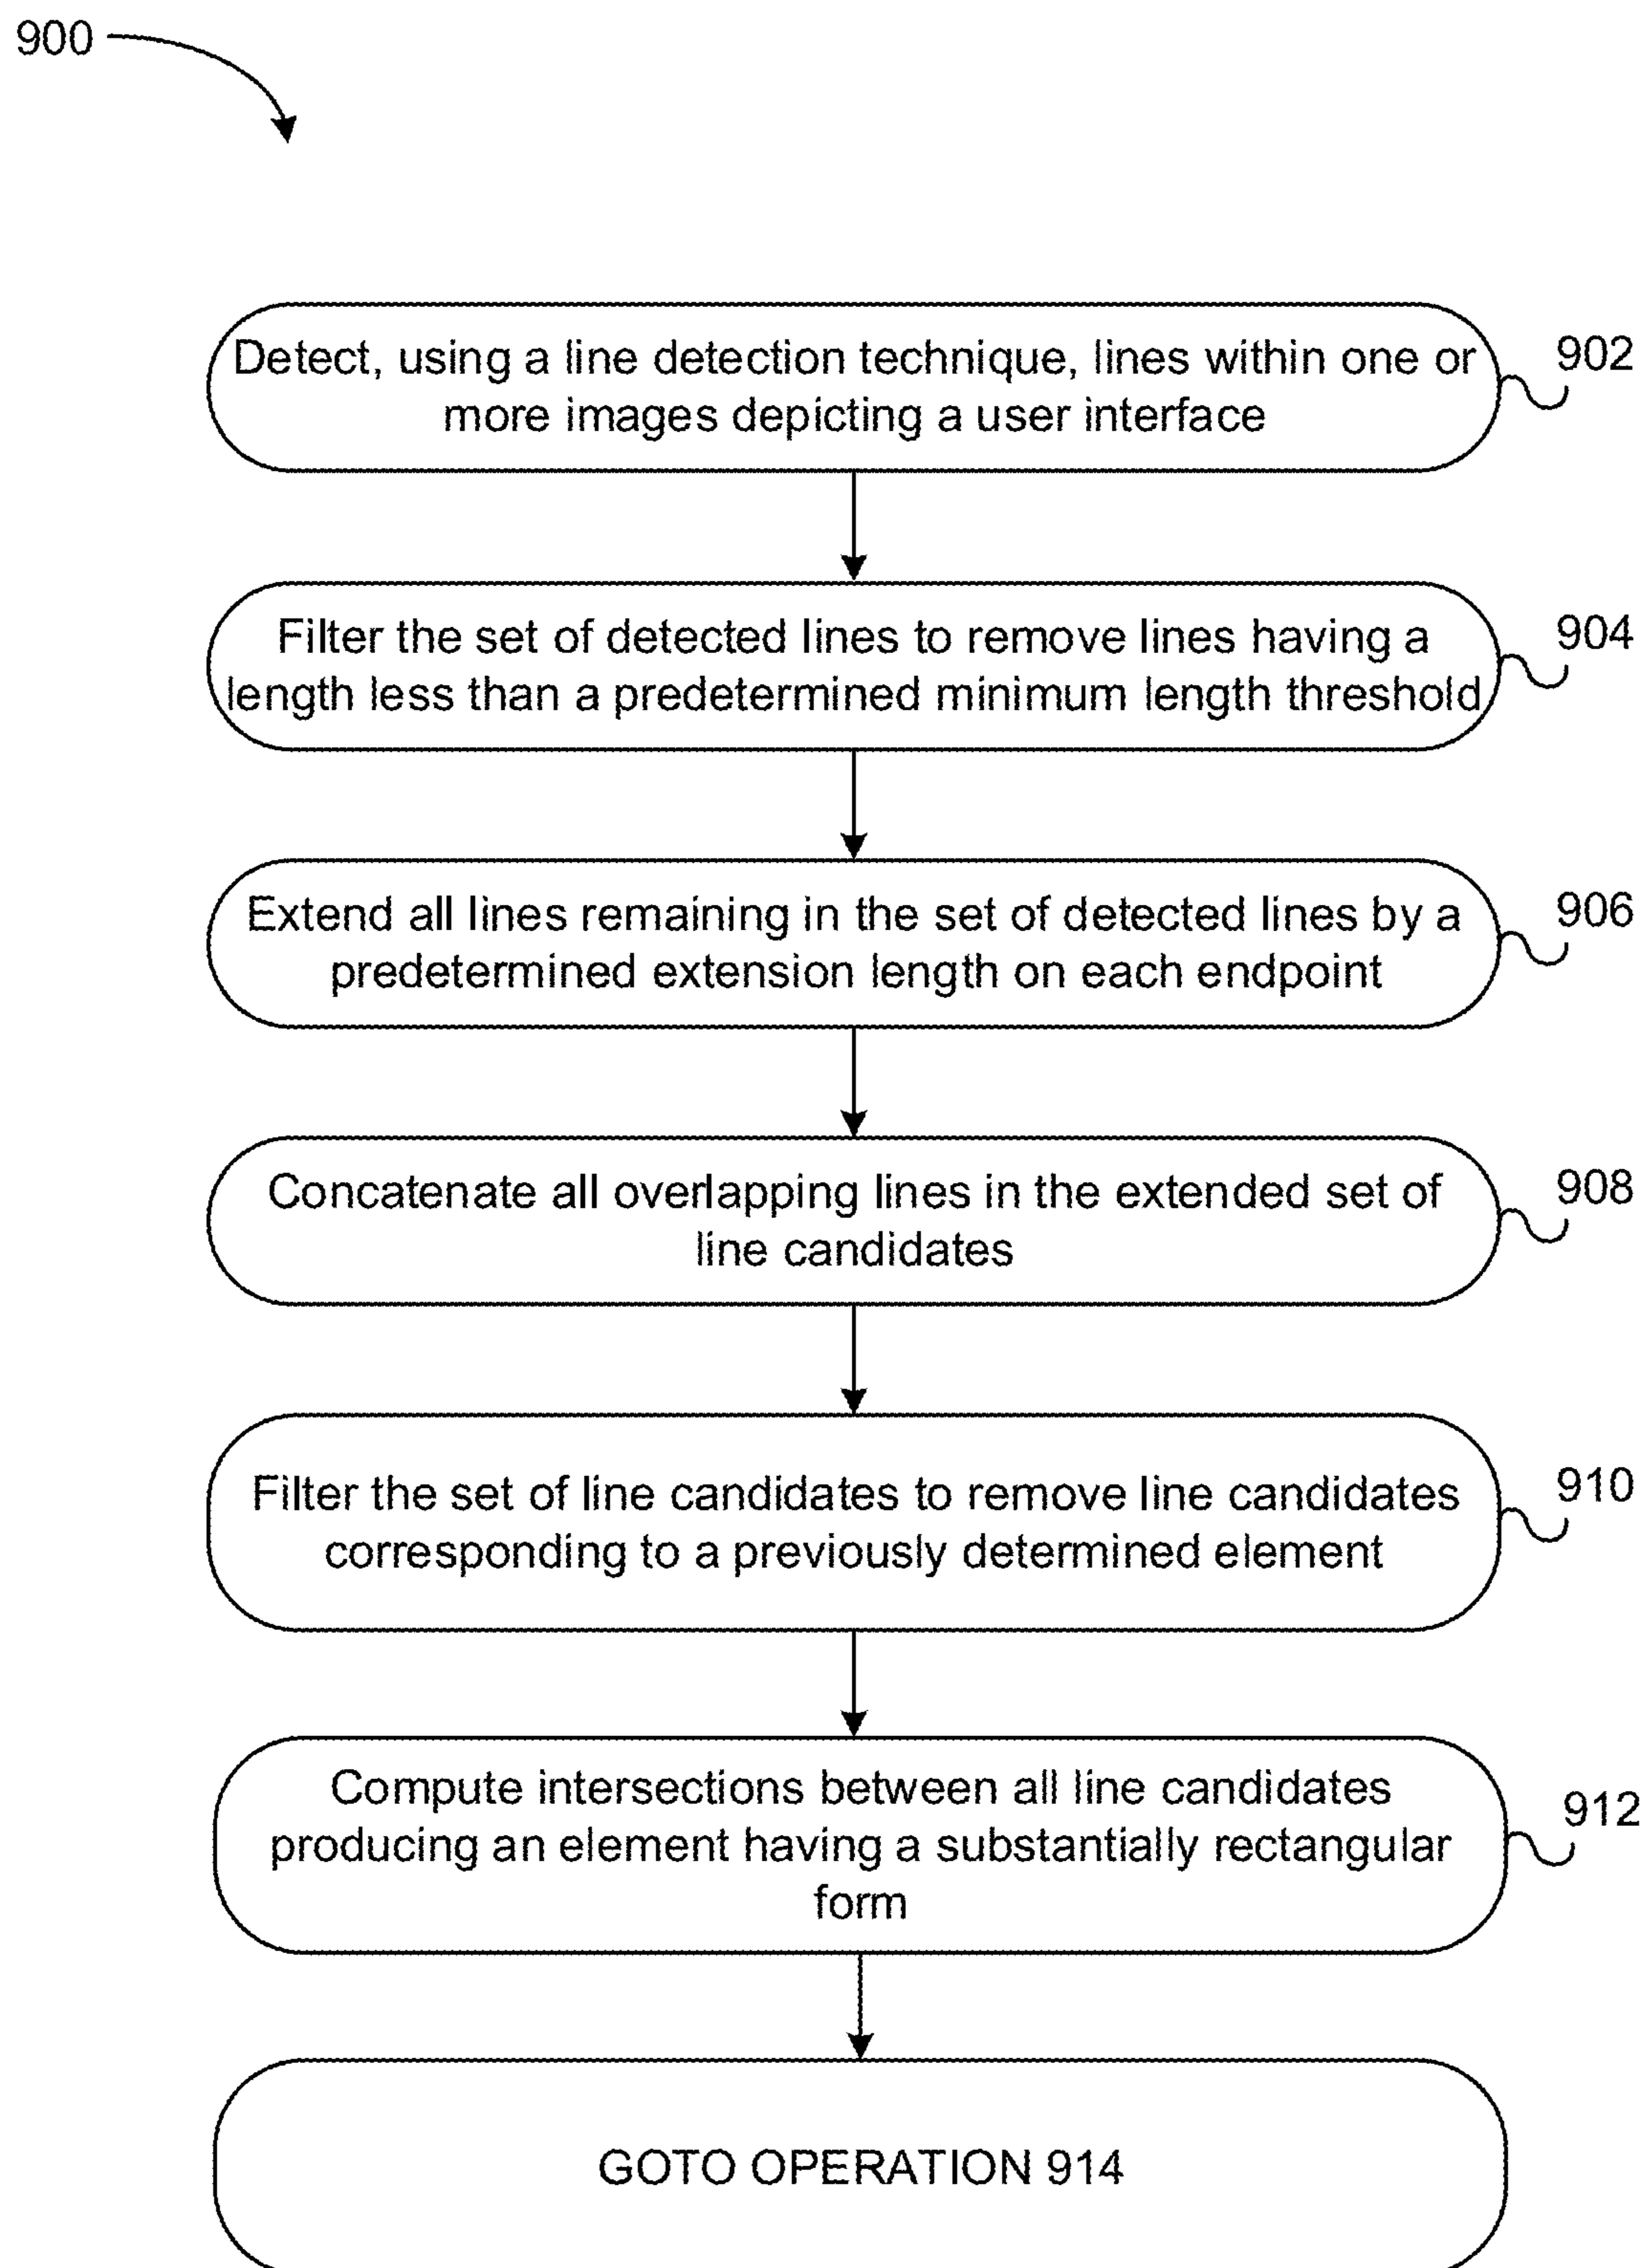 900
Detect, using a line detection technique, lines within one or
more images depicting a user interface
902
Filter the set of detected lines to remove lines having a
length less than a predetermined minimum length threshold
904
Extend all lines remaining in the set of detected lines by a
predetermined extension length on each endpoint
906
Concatenate all overlapping lines in the extended set of
line candidates
908
Filter the set of line candidates to remove line candidates
corresponding to a previously determined element
910
Compute intersections between all line candidates
producing an element having a substantially rectangular
form
912
GOTO OPERATION 914